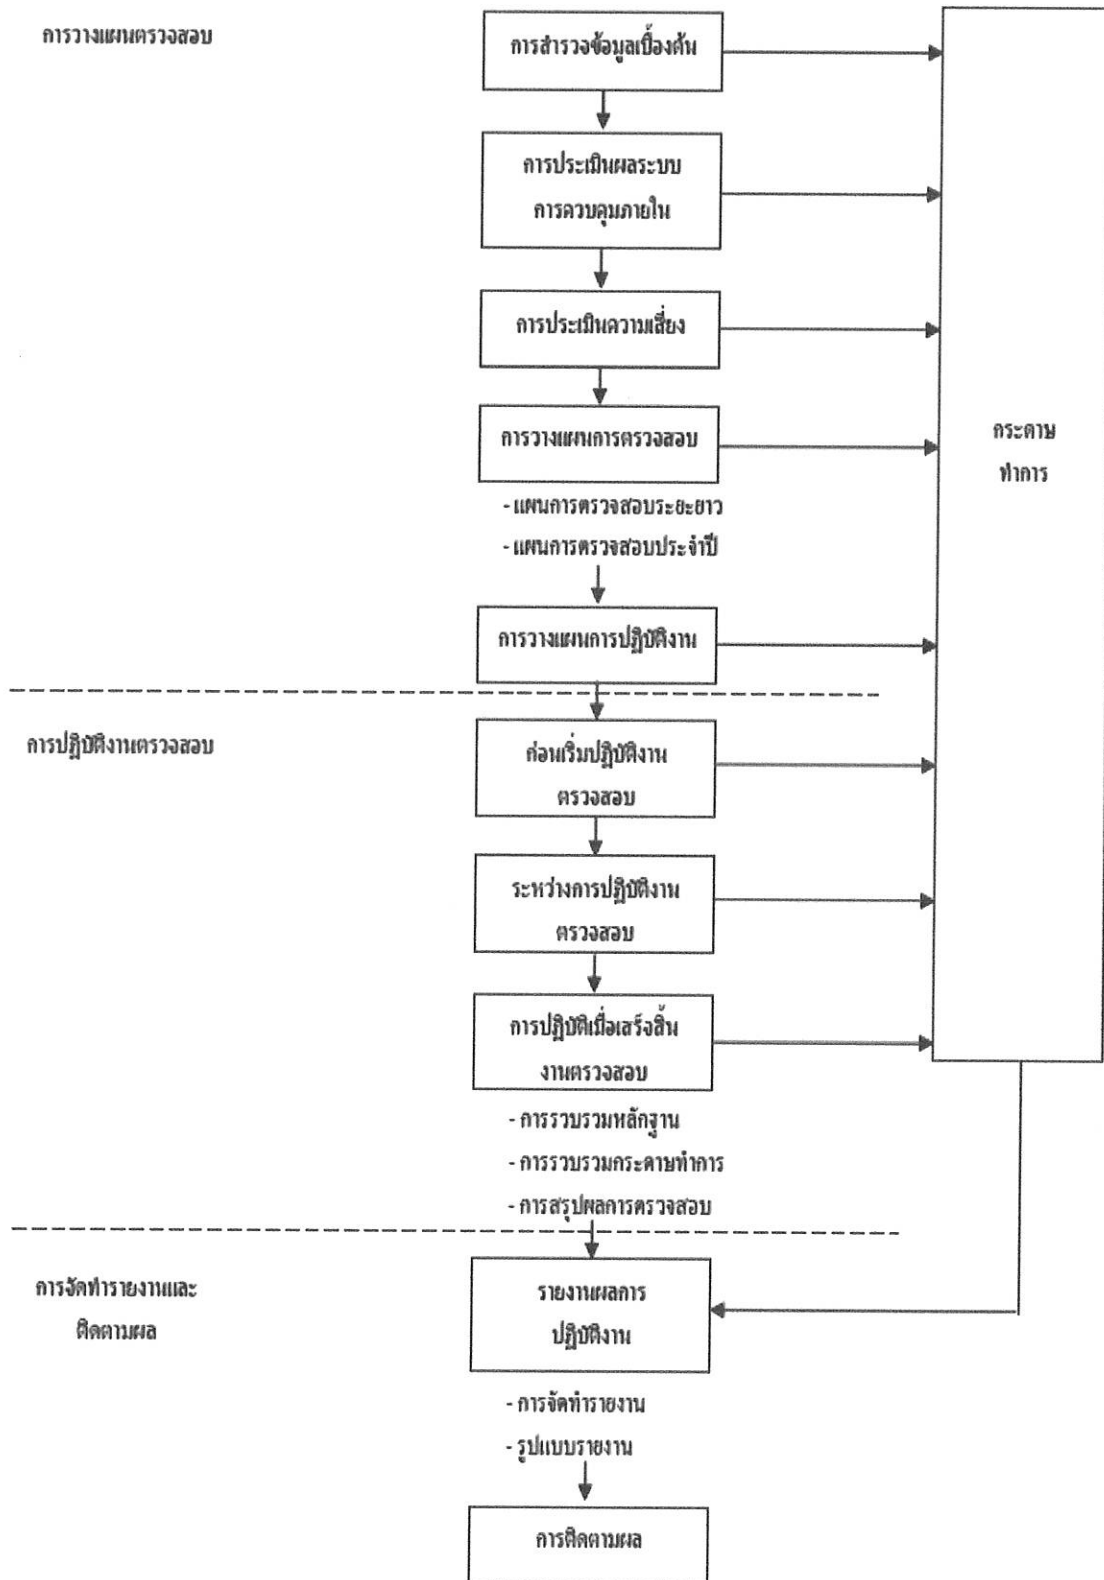 การวางแผนตรวจสอบ
การสำรวจข้อมูลเบื้องต้น
การประเมินผลระบบ
การควบคุมภายใน
การประเมินความเสี่ยง
การวางแผนการตรวจสอบ
- แผนการตรวจสอบระยะยาว
- แผนการตรวจสอบประจำปี
การวางแผนการปฏิบัติงาน
กระดาษ
ทำการ
การปฏิบัติงานตรวจสอบ
ก่อนเริ่มปฏิบัติงาน
ตรวจสอบ
ระหว่างการปฏิบัติงาน
ตรวจสอบ
การปฏิบัติเมื่อเสร็จสิ้น
งานตรวจสอบ
- การรวบรวมหลักฐาน
- การรวบรวมกระดาษทำการ
- การสรุปผลการตรวจสอบ
การจัดทำรายงานและ
ติดตามผล
รายงานผลการ
ปฏิบัติงาน
- การจัดทำรายงาน
- รูปแบบรายงาน
การติดตามผล